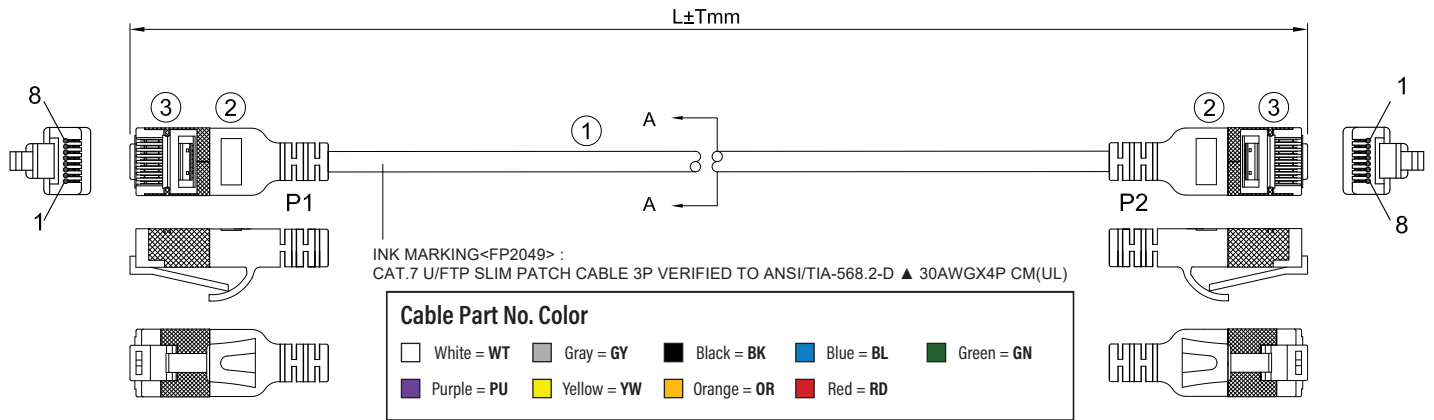 L±Tmm
8
3
2
1
A
2
3
1
1
P1
A
P2
8
INK MARKING<FP2049> :
CAT.7 U/FTP SLIM PATCH CABLE 3P VERIFIED TO ANSI/TIA-568.2-D ▲ 30AWGX4P CM(UL)
Cable Part No. Color
White = WT Gray = GY Black = BK Blue = BL Green = GN
Purple = PU Yellow = YW Orange = OR Red = RD